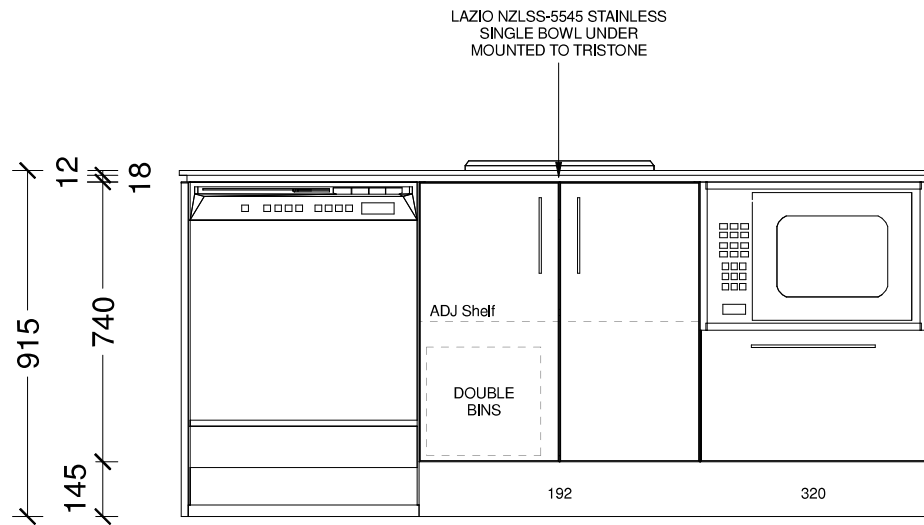 LAZIO NZLSS-5545 STAINLESS
SINGLE BOWL UNDER
MOUNTED TO TRISTONE
12
18
915
740
145
ADJ Shelf
DOUBLE
BINS
192
320